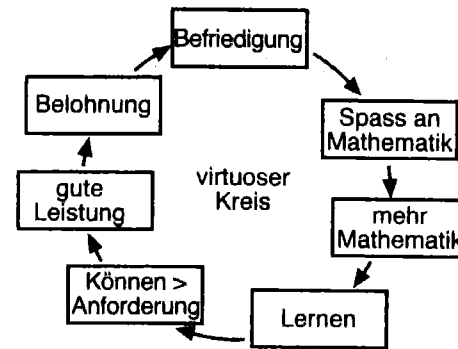 Befriedigung
Spass an
Mathematik
mehr
Mathematik
Lernen
Können >
Anforderung
gute
Leistung
Belohnung
virtuoser
Kreis